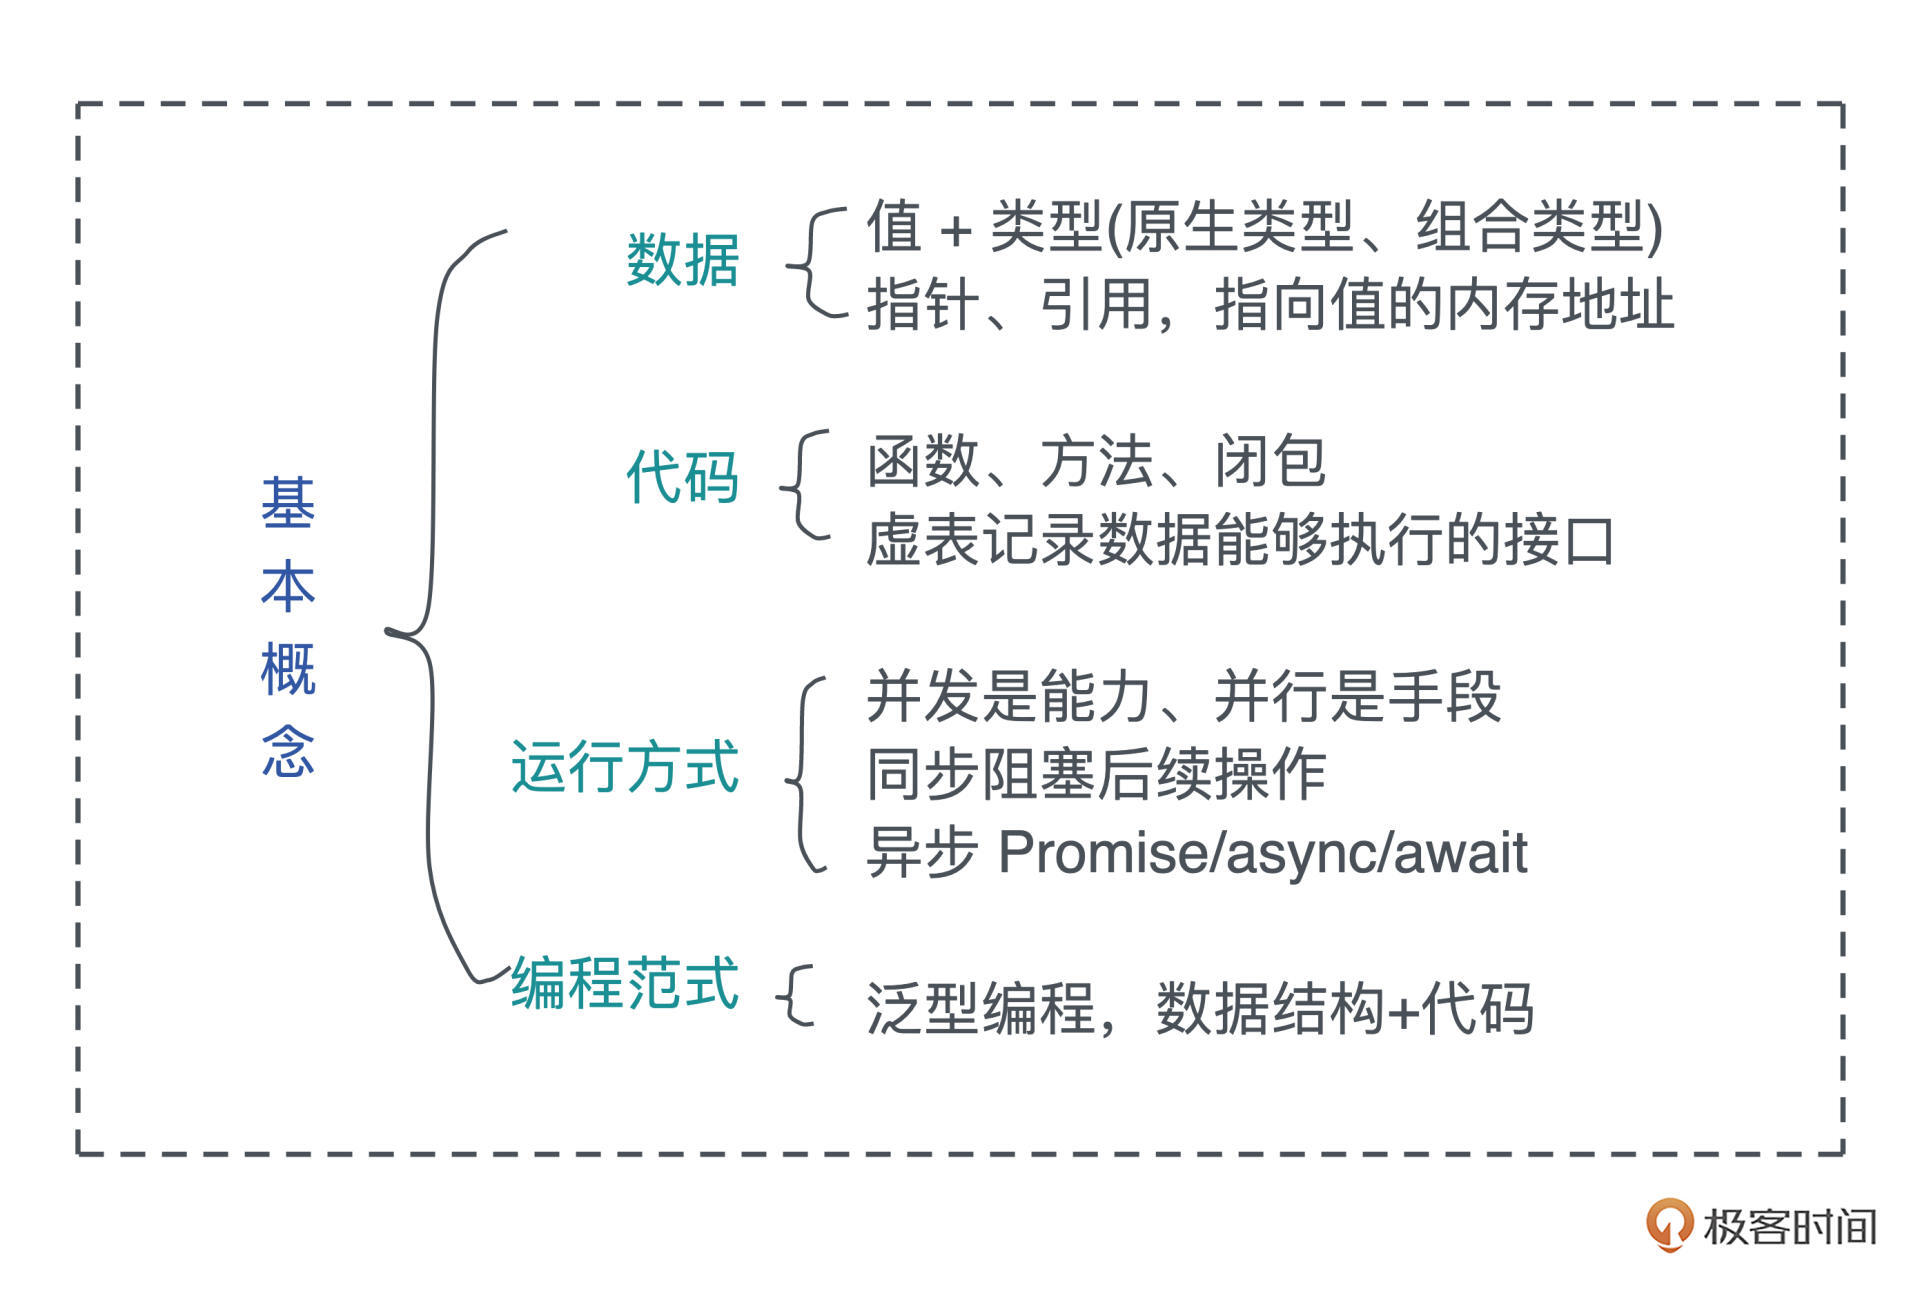 基本概念
数据
值 + 类型(原生类型、组合类型)
指针、引用，指向值的内存地址
代码
函数、方法、闭包
虚表记录数据能够执行的接口
运行方式
并发是能力、并行是手段
同步阻塞后续操作
异步 Promise/async/await
编程范式
泛型编程，数据结构+代码
极客时间